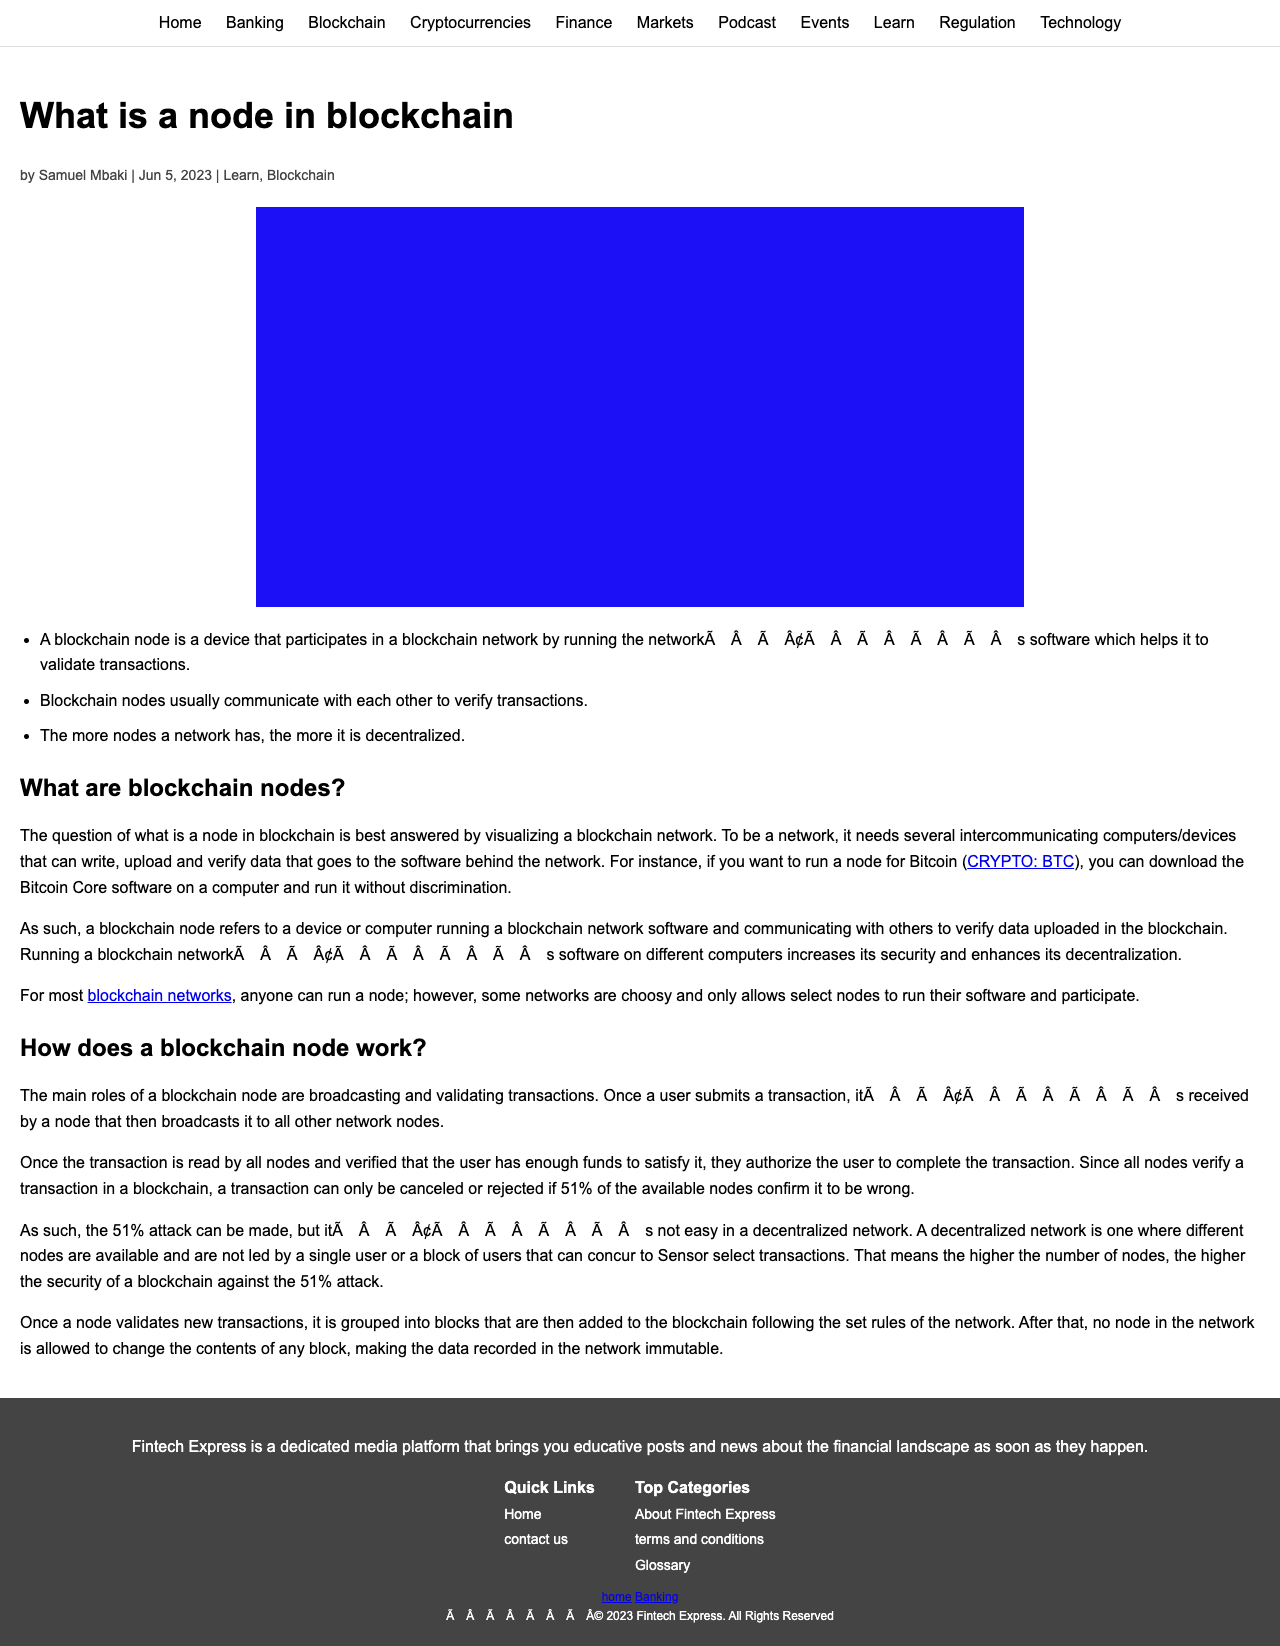 Home Banking Blockchain Cryptocurrencies Finance Markets Podcast Events Learn Regulation Technology
What is a node in blockchain
by Samuel Mbaki | Jun 5, 2023 | Learn, Blockchain
• A blockchain node is a device that participates in a blockchain network by running the networkÃ Â Ã Â¢Ã Â Ã Â Ã Â Ã Â s software which helps it to
validate transactions.
• Blockchain nodes usually communicate with each other to verify transactions.
• The more nodes a network has, the more it is decentralized.
What are blockchain nodes?
The question of what is a node in blockchain is best answered by visualizing a blockchain network. To be a network, it needs several intercommunicating computers/devices
that can write, upload and verify data that goes to the software behind the network. For instance, if you want to run a node for Bitcoin (CRYPTO: BTC), you can download the
Bitcoin Core software on a computer and run it without discrimination.
As such, a blockchain node refers to a device or computer running a blockchain network software and communicating with others to verify data uploaded in the blockchain.
Running a blockchain networkÃ Â Ã Â¢Ã Â Ã Â Ã Â Ã Â s software on different computers increases its security and enhances its decentralization.
For most blockchain networks, anyone can run a node; however, some networks are choosy and only allows select nodes to run their software and participate.
How does a blockchain node work?
The main roles of a blockchain node are broadcasting and validating transactions. Once a user submits a transaction, itÃ Â Ã Â¢Ã Â Ã Â Ã Â Ã Â s received
by a node that then broadcasts it to all other network nodes.
Once the transaction is read by all nodes and verified that the user has enough funds to satisfy it, they authorize the user to complete the transaction. Since all nodes verify a
transaction in a blockchain, a transaction can only be canceled or rejected if 51% of the available nodes confirm it to be wrong.
As such, the 51% attack can be made, but itÃ Â Ã Â¢Ã Â Ã Â Ã Â Ã Â s not easy in a decentralized network. A decentralized network is one where different
nodes are available and are not led by a single user or a block of users that can concur to Sensor select transactions. That means the higher the number of nodes, the higher
the security of a blockchain against the 51% attack.
Once a node validates new transactions, it is grouped into blocks that are then added to the blockchain following the set rules of the network. After that, no node in the network
is allowed to change the contents of any block, making the data recorded in the network immutable.
Fintech Express is a dedicated media platform that brings you educative posts and news about the financial landscape as soon as they happen.
Quick Links
Home
contact us
Top Categories
About Fintech Express
terms and conditions
Glossary
home Banking
Ã Â Ã Â Ã Â Ã Â© 2023 Fintech Express. All Rights Reserved